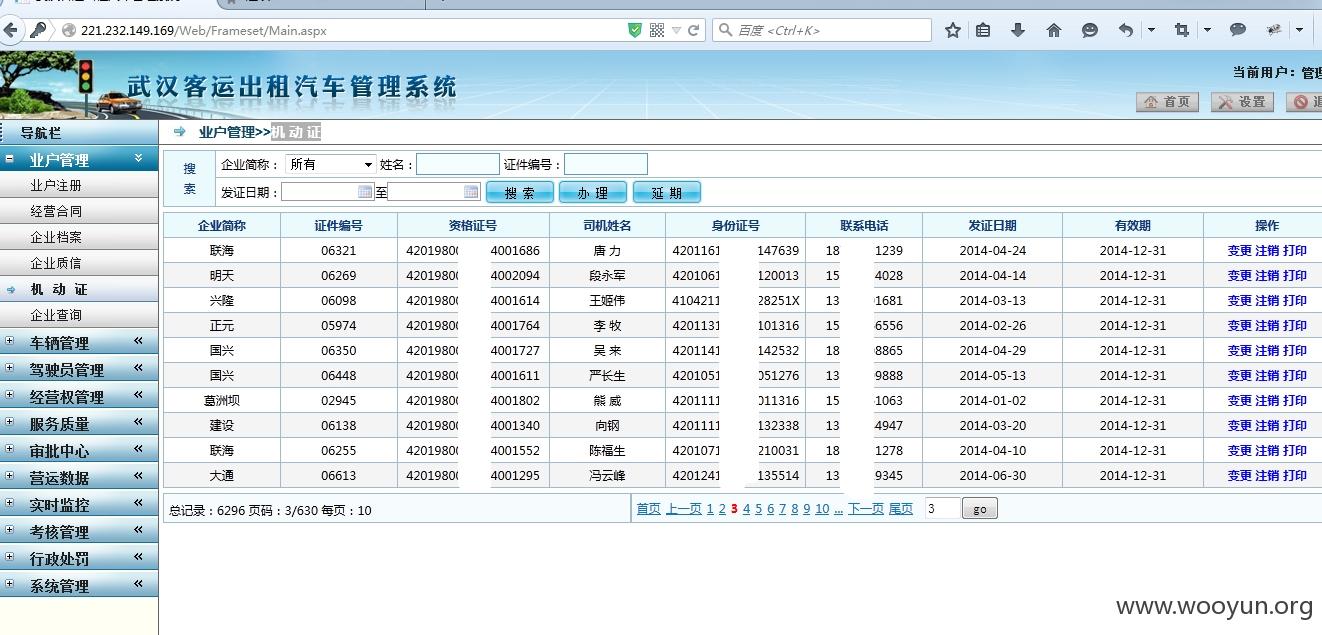 221.232.149.169/Web/Frameset/Main.aspx
百度 <Ctrl+K>
武汉客运出租汽车管理系统
当前用户：管理
首页 设置 退
导航栏
业户管理
业户注册
经营合同
企业档案
企业质信
机 动 证
企业查询
车辆管理
驾驶员管理
经营权管理
服务质量
审批中心
营运数据
实时监控
考核管理
行政处罚
系统管理
业户管理>>机 动 证
搜索
企业简称： 所有 姓名： 证件编号：
发证日期： 至 搜 索 办 理 延 期
企业简称 证件编号 资格证号 司机姓名 身份证号 联系电话 发证日期 有效期 操作
联海 06321 42019800 4001686 唐 力 4201161 147639 18 1239 2014-04-24 2014-12-31 变更 注销 打印
明天 06269 42019800 4002094 段永军 4201061 120013 15 4028 2014-04-14 2014-12-31 变更 注销 打印
兴隆 06098 42019800 4001614 王姬伟 4104211 28251X 13 1681 2014-03-13 2014-12-31 变更 注销 打印
正元 05974 42019800 4001764 李 牧 4201131 101316 15 6556 2014-02-26 2014-12-31 变更 注销 打印
国兴 06350 42019800 4001727 吴 来 4201141 142532 18 8865 2014-04-29 2014-12-31 变更 注销 打印
国兴 06448 42019800 4001611 严长生 4201051 051276 13 9888 2014-05-13 2014-12-31 变更 注销 打印
葛洲坝 02945 42019800 4001802 熊 威 4201111 011316 15 1063 2014-01-02 2014-12-31 变更 注销 打印
建设 06138 42019800 4001340 向钢 4201111 132338 13 4947 2014-03-20 2014-12-31 变更 注销 打印
联海 06255 42019800 4001552 陈福生 4201071 210031 18 1278 2014-04-10 2014-12-31 变更 注销 打印
大通 06613 42019800 4001295 冯云峰 4201241 135514 13 9345 2014-06-30 2014-12-31 变更 注销 打印
总记录：6296 页码：3/630 每页：10
首页 上一页 1 2 3 4 5 6 7 8 9 10 ... 下一页 尾页 3 go
www.wooyun.org